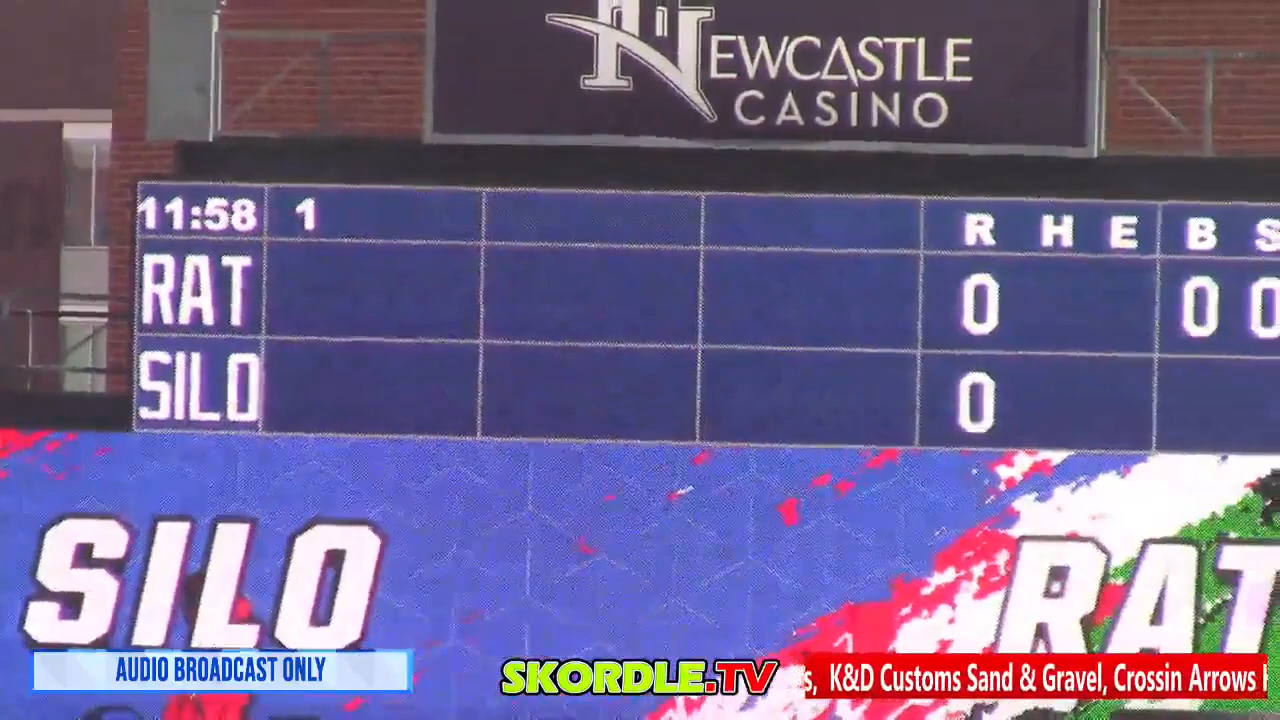 NEWCASTLE
CASINO
11:58 1 R H E B S
RAT 0 0 0
SILO 0
SILO RAT
AUDIO BROADCAST ONLY
SKORDLE.TV
s, K&D Customs Sand & Gravel, Crossin Arrows